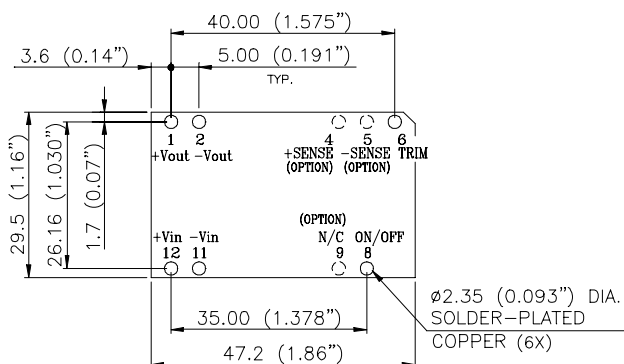 40.00 (1.575”)
3.6 (0.14”) 5.00 (0.191”)
TYP.
1 2 4 5 6
+Vout -Vout +SENSE -SENSE TRIM
(OPTION) (OPTION)
29.5 (1.16”)
26.16 (1.030”)
1.7 (0.07”)
(OPTION)
+Vin -Vin N/C ON/OFF
12 11 9 8
35.00 (1.378”)
47.2 (1.86”)
ø2.35 (0.093”) DIA.
SOLDER-PLATED
COPPER (6X)